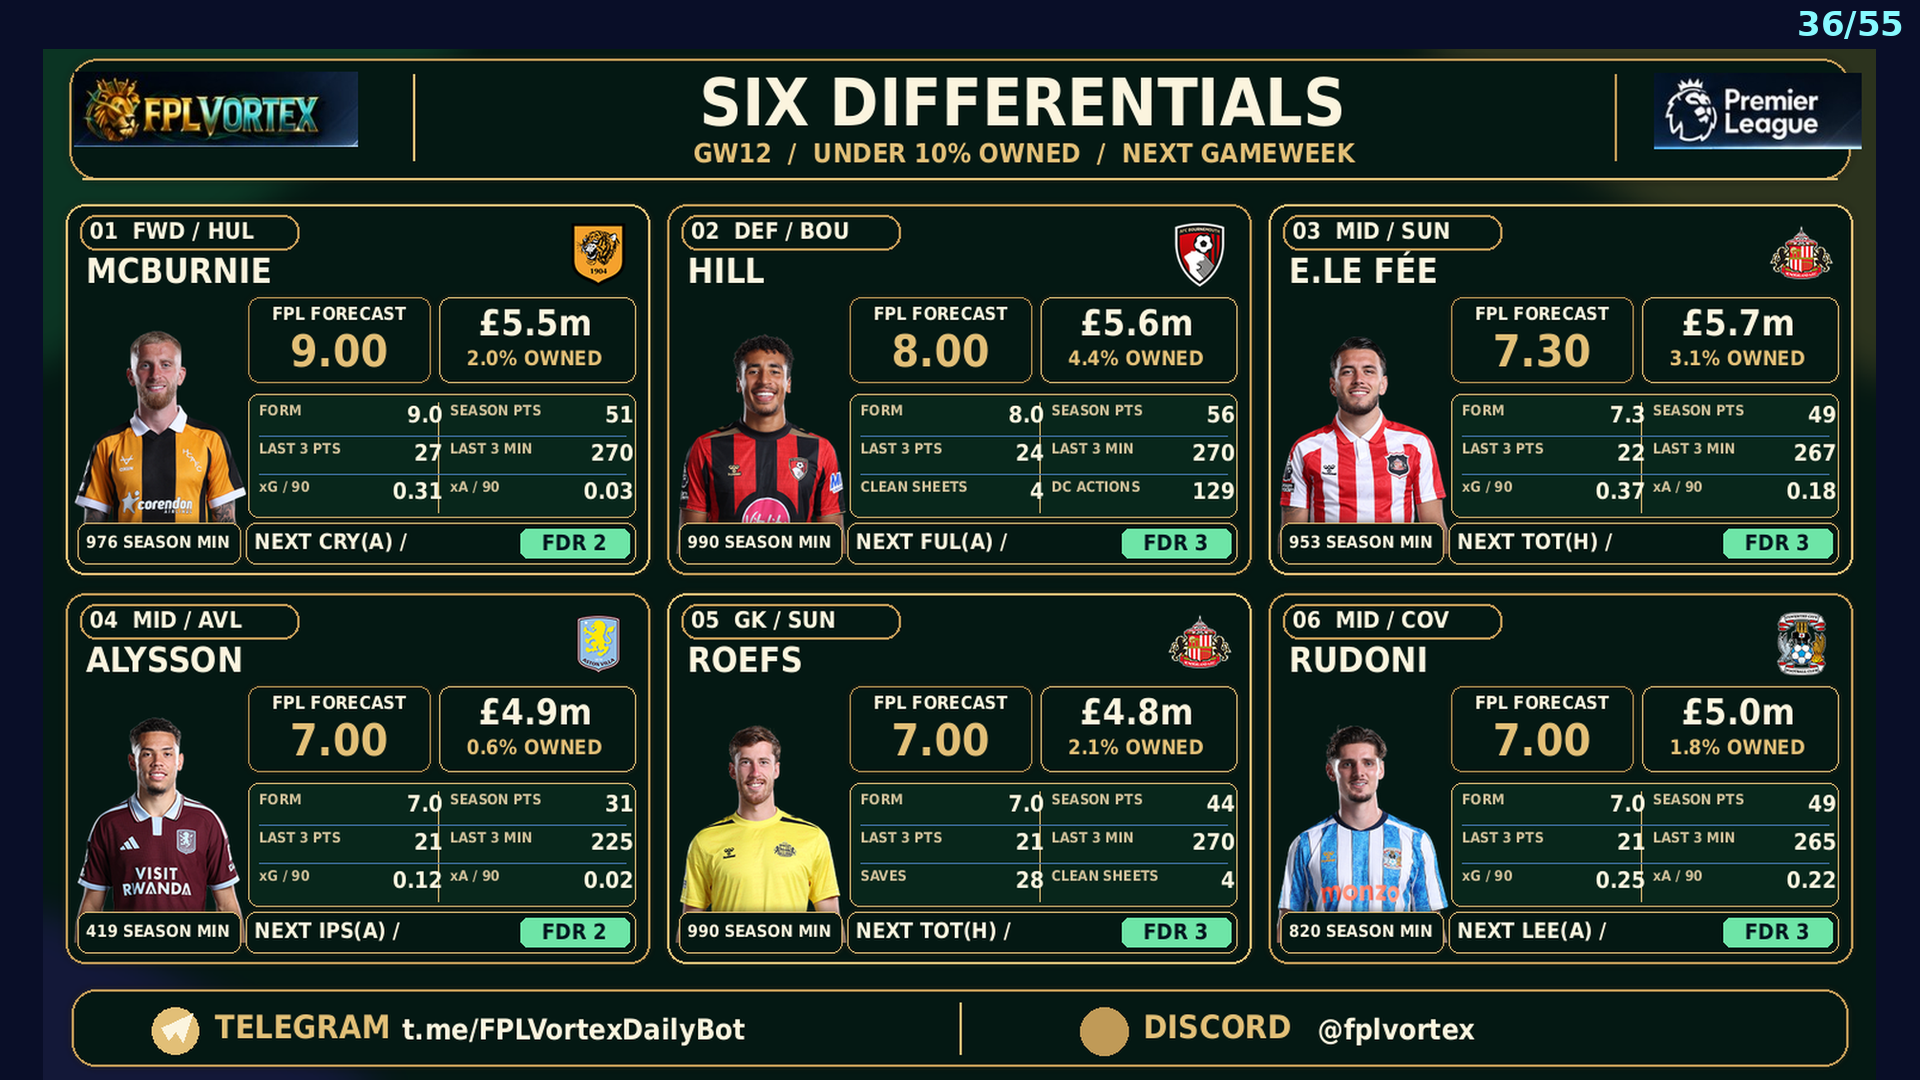 36/55
FPLVORTEX
SIX DIFFERENTIALS
GW12 / UNDER 10% OWNED / NEXT GAMEWEEK
Premier League
01 FWD / HUL
MCBURNIE
1904
FPL FORECAST
9.00
£5.5m
2.0% OWNED
FORM 9.0 SEASON PTS 51
LAST 3 PTS 27 LAST 3 MIN 270
xG / 90 0.31 xA / 90 0.03
corendon
AIRLINES
976 SEASON MIN NEXT CRY(A) / FDR 2
02 DEF / BOU
HILL
FPL FORECAST
8.00
£5.6m
4.4% OWNED
FORM 8.0 SEASON PTS 56
LAST 3 PTS 24 LAST 3 MIN 270
CLEAN SHEETS 4 DC ACTIONS 129
990 SEASON MIN NEXT FUL(A) / FDR 3
03 MID / SUN
E.LE FÉE
FPL FORECAST
7.30
£5.7m
3.1% OWNED
FORM 7.3 SEASON PTS 49
LAST 3 PTS 22 LAST 3 MIN 267
xG / 90 0.37 xA / 90 0.18
953 SEASON MIN NEXT TOT(H) / FDR 3
04 MID / AVL
ALYSSON
ASTON VILLA
FPL FORECAST
7.00
£4.9m
0.6% OWNED
FORM 7.0 SEASON PTS 31
LAST 3 PTS 21 LAST 3 MIN 225
xG / 90 0.12 xA / 90 0.02
VISIT
RWANDA
419 SEASON MIN NEXT IPS(A) / FDR 2
05 GK / SUN
ROEFS
FPL FORECAST
7.00
£4.8m
2.1% OWNED
FORM 7.0 SEASON PTS 44
LAST 3 PTS 21 LAST 3 MIN 270
SAVES 28 CLEAN SHEETS 4
990 SEASON MIN NEXT TOT(H) / FDR 3
06 MID / COV
RUDONI
FPL FORECAST
7.00
£5.0m
1.8% OWNED
FORM 7.0 SEASON PTS 49
LAST 3 PTS 21 LAST 3 MIN 265
xG / 90 0.25 xA / 90 0.22
monzo
820 SEASON MIN NEXT LEE(A) / FDR 3
TELEGRAM t.me/FPLVortexDailyBot
DISCORD @fplvortex